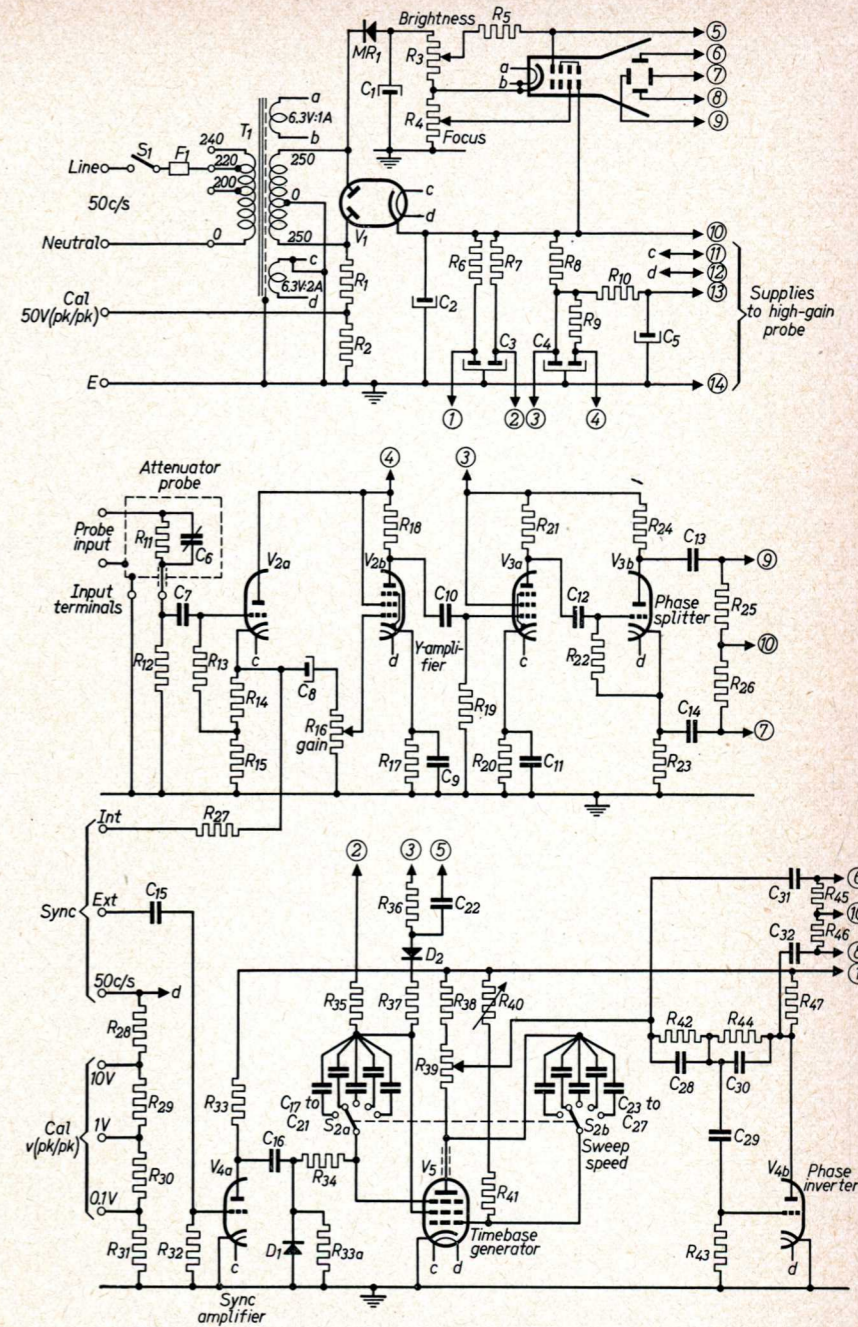 Brightness
R5
⑤
MR1
R3
⑥
a
b
⑦
C1
⑧
a
6.3V:1A
b
R4
⑨
T1
Focus
S1
F1
240
Line
220
250
200
c
50c/s
0
d
Neutral
0
250
V1
⑩
c
6.3V:2A
d
R1
R6
R7
R8
c
⑪
d
⑫
R10
⑬
Cal
50V(pk/pk)
C2
R9
Supplies
to high-gain
probe
R2
C3
C4
C5
E
⑭
①
②
③
④
Attenuator
probe
④
③
Probe
input
R11
C6
R18
R21
R24
C13
V2a
V2b
V3a
V3b
⑨
Input
terminals
C7
C10
C12
Phase
splitter
R25
c
d
Y-ampli-
fier
c
R22
d
⑩
R12
R13
C8
R26
R14
R16
gain
R19
C14
⑦
R15
R17
C9
R20
C11
R23
Int
R27
②
③
⑤
Sync
Ext
C15
R36
C22
C31
⑥
R45
⑩
D2
C32
R46
50c/s
d
R35
R37
R38
R40
R47
R28
R42
R44
10V
R39
C28
C30
Cal
v(pk/pk)
R29
R33
C17 to
C21
S2a
C23 to
C27
S2b
1V
C16
Sweep
speed
C29
R30
V4a
R34
V5
V4b
Phase
inverter
0.1V
R41
R31
R32
c
D1
R33a
Timebase
generator
c
d
R43
d
Sync
amplifier